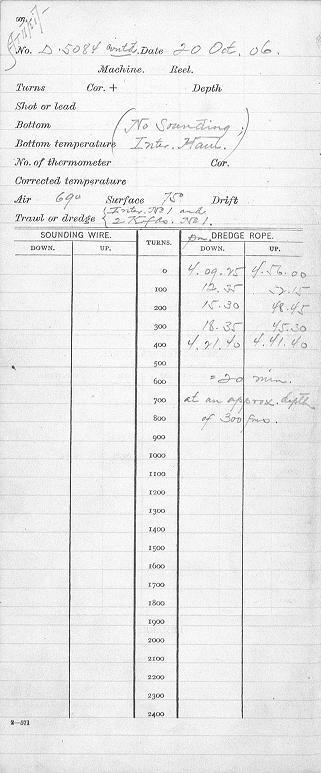 507.
No. D. 5084 contd. Date 20 Oct. 06.
Machine. Reel.
Turns Cor. + Depth
Shot or lead
Bottom (No Sounding;
Bottom temperature Inter. Haul.)
No. of thermometer Cor.
Corrected temperature
Air 69° Surface 75° Drift
Trawl or dredge { Inter. No 1 and
2 Kofds. No. 1.
SOUNDING WIRE. TURNS. pm. DREDGE ROPE.
DOWN. UP. DOWN. UP.
0 4.09.25 4.56.00
100 12.35 52.15
200 15.30 48.45
300 18.35 45.30
400 4.21.40 4.41.40
500
600 = 20 min.
700 at an approx. depth
800 of 300 fms.
900
1000
1100
1200
1300
1400
1500
1600
1700
1800
1900
2000
2100
2200
2300
2400
2—571